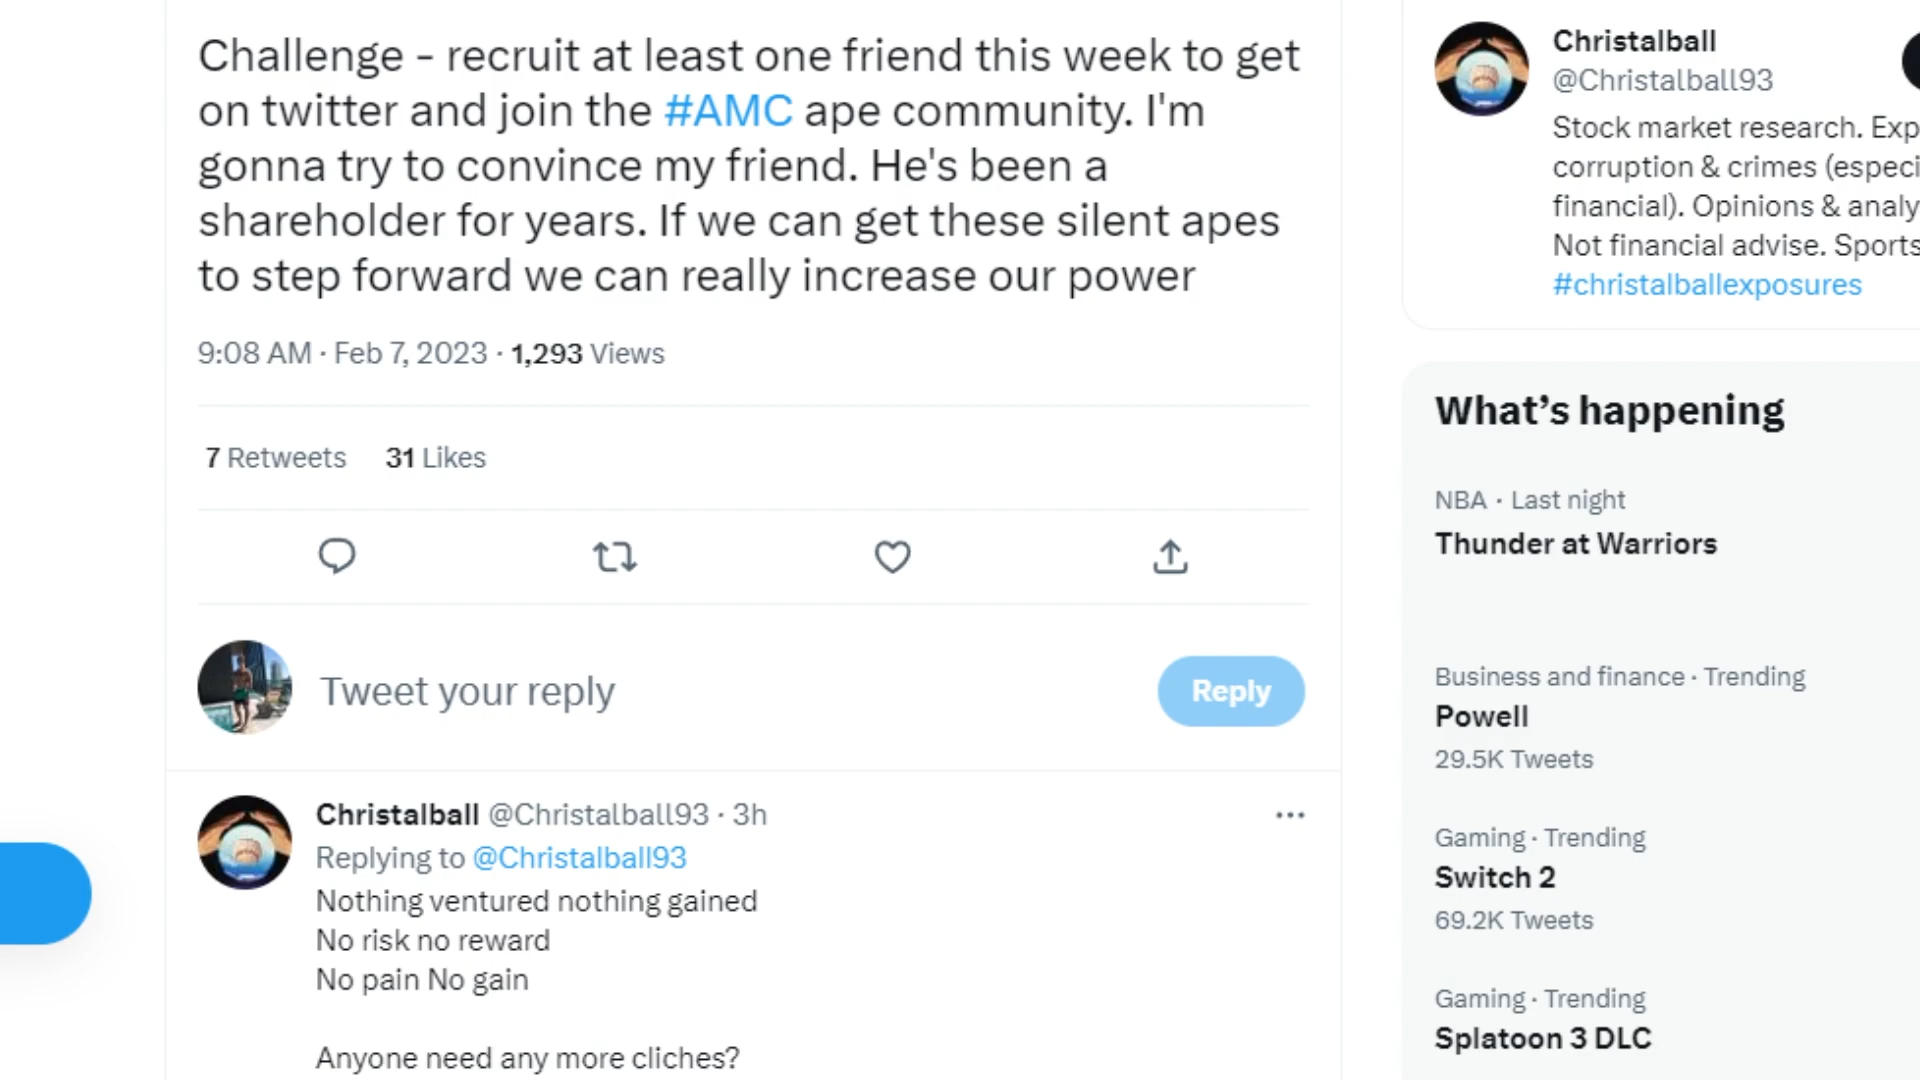 Challenge - recruit at least one friend this week to get
on twitter and join the #AMC ape community. I'm
gonna try to convince my friend. He's been a
shareholder for years. If we can get these silent apes
to step forward we can really increase our power
9:08 AM · Feb 7, 2023 · 1,293 Views
7 Retweets 31 Likes
Tweet your reply
Reply
Christalball @Christalball93 · 3h
Replying to @Christalball93
Nothing ventured nothing gained
No risk no reward
No pain No gain
Anyone need any more cliches?
Christalball
@Christalball93
Stock market research. Exp
corruption & crimes (especi
financial). Opinions & analy
Not financial advise. Sports
#christalballexposures
What's happening
NBA · Last night
Thunder at Warriors
Business and finance · Trending
Powell
29.5K Tweets
Gaming · Trending
Switch 2
69.2K Tweets
Gaming · Trending
Splatoon 3 DLC